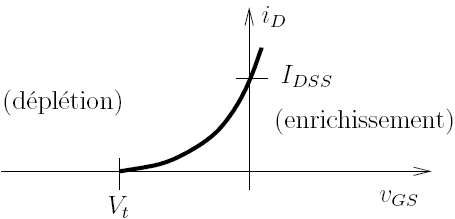 i_D
I_DSS
(déplétion)
(enrichissement)
v_GS
V_t